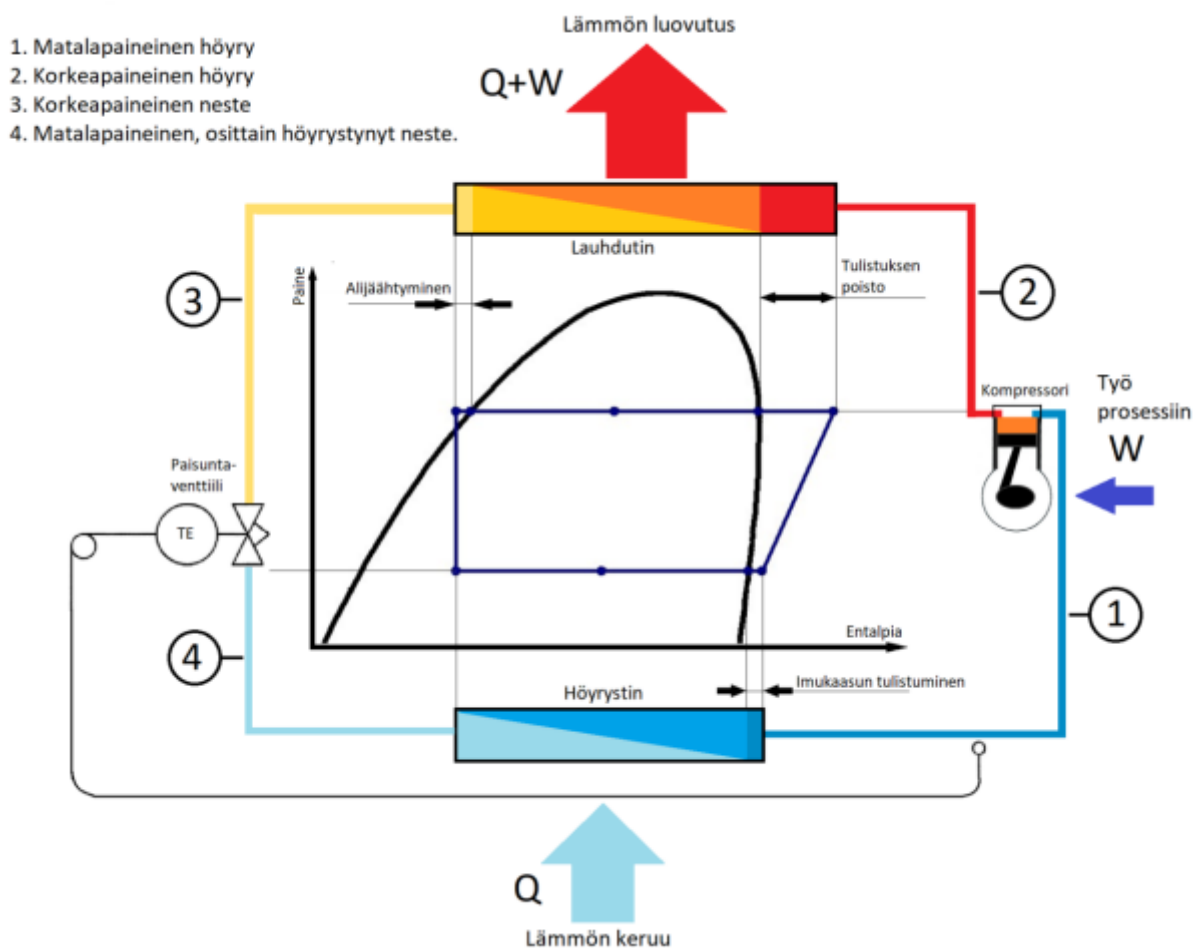 Lämmön luovutus
1. Matalapaineinen höyry
2. Korkeapaineinen höyry
3. Korkeapaineinen neste
4. Matalapaineinen, osittain höyrystynyt neste.
Q+W
Lauhdutin
Paine
Alijäähtyminen
Tulistuksen
poisto
3
2
Kompressori
Työ
prosessiin
W
Paisunta-
venttiili
TE
1
4
Entalpia
Imukaasun tulistuminen
Höyrystin
Q
Lämmön keruu